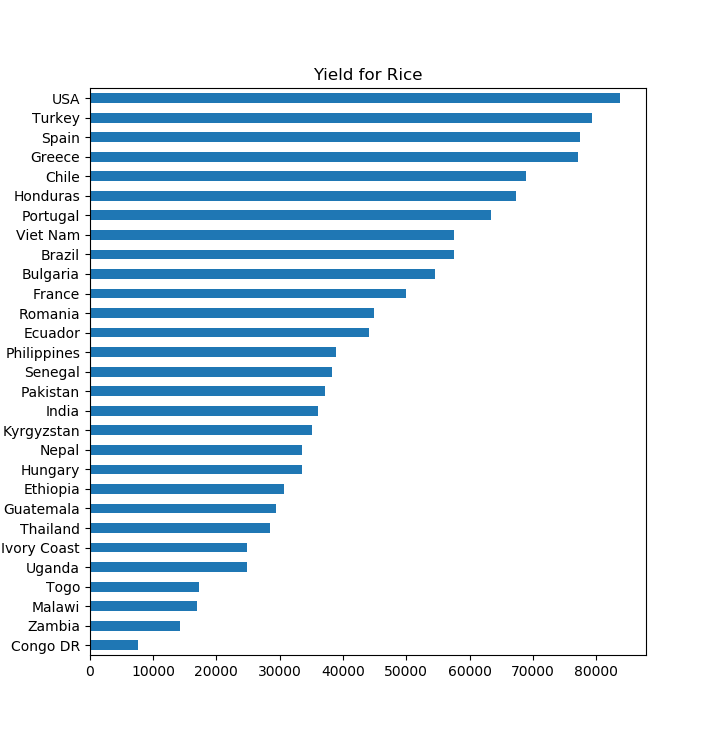 Yield for Rice
USA
Turkey
Spain
Greece
Chile
Honduras
Portugal
Viet Nam
Brazil
Bulgaria
France
Romania
Ecuador
Philippines
Senegal
Pakistan
India
Kyrgyzstan
Nepal
Hungary
Ethiopia
Guatemala
Thailand
Ivory Coast
Uganda
Togo
Malawi
Zambia
Congo DR
0 10000 20000 30000 40000 50000 60000 70000 80000